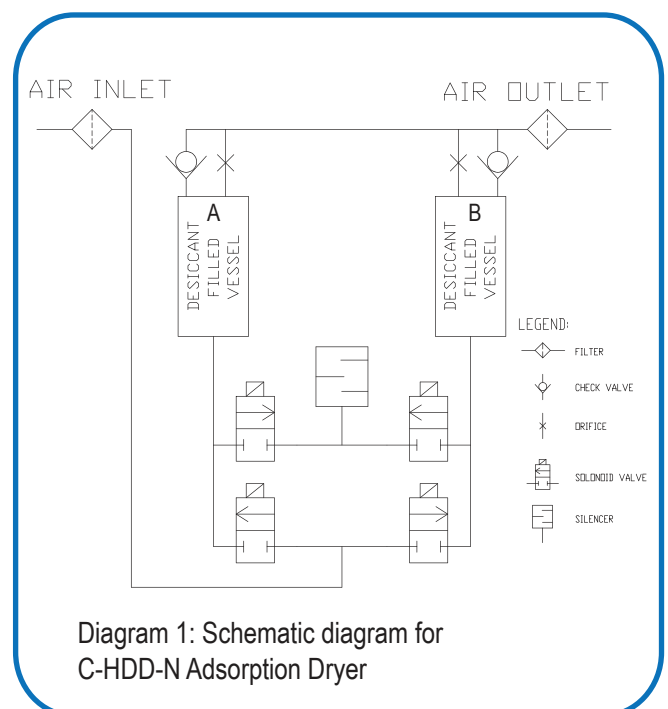 AIR INLET
AIR OUTLET
A
DESICCANT
FILLED
VESSEL
B
DESICCANT
FILLED
VESSEL
LEGEND:
FILTER
CHECK VALVE
ORIFICE
SOLONOID VALVE
SILENCER
Diagram 1: Schematic diagram for
C-HDD-N Adsorption Dryer